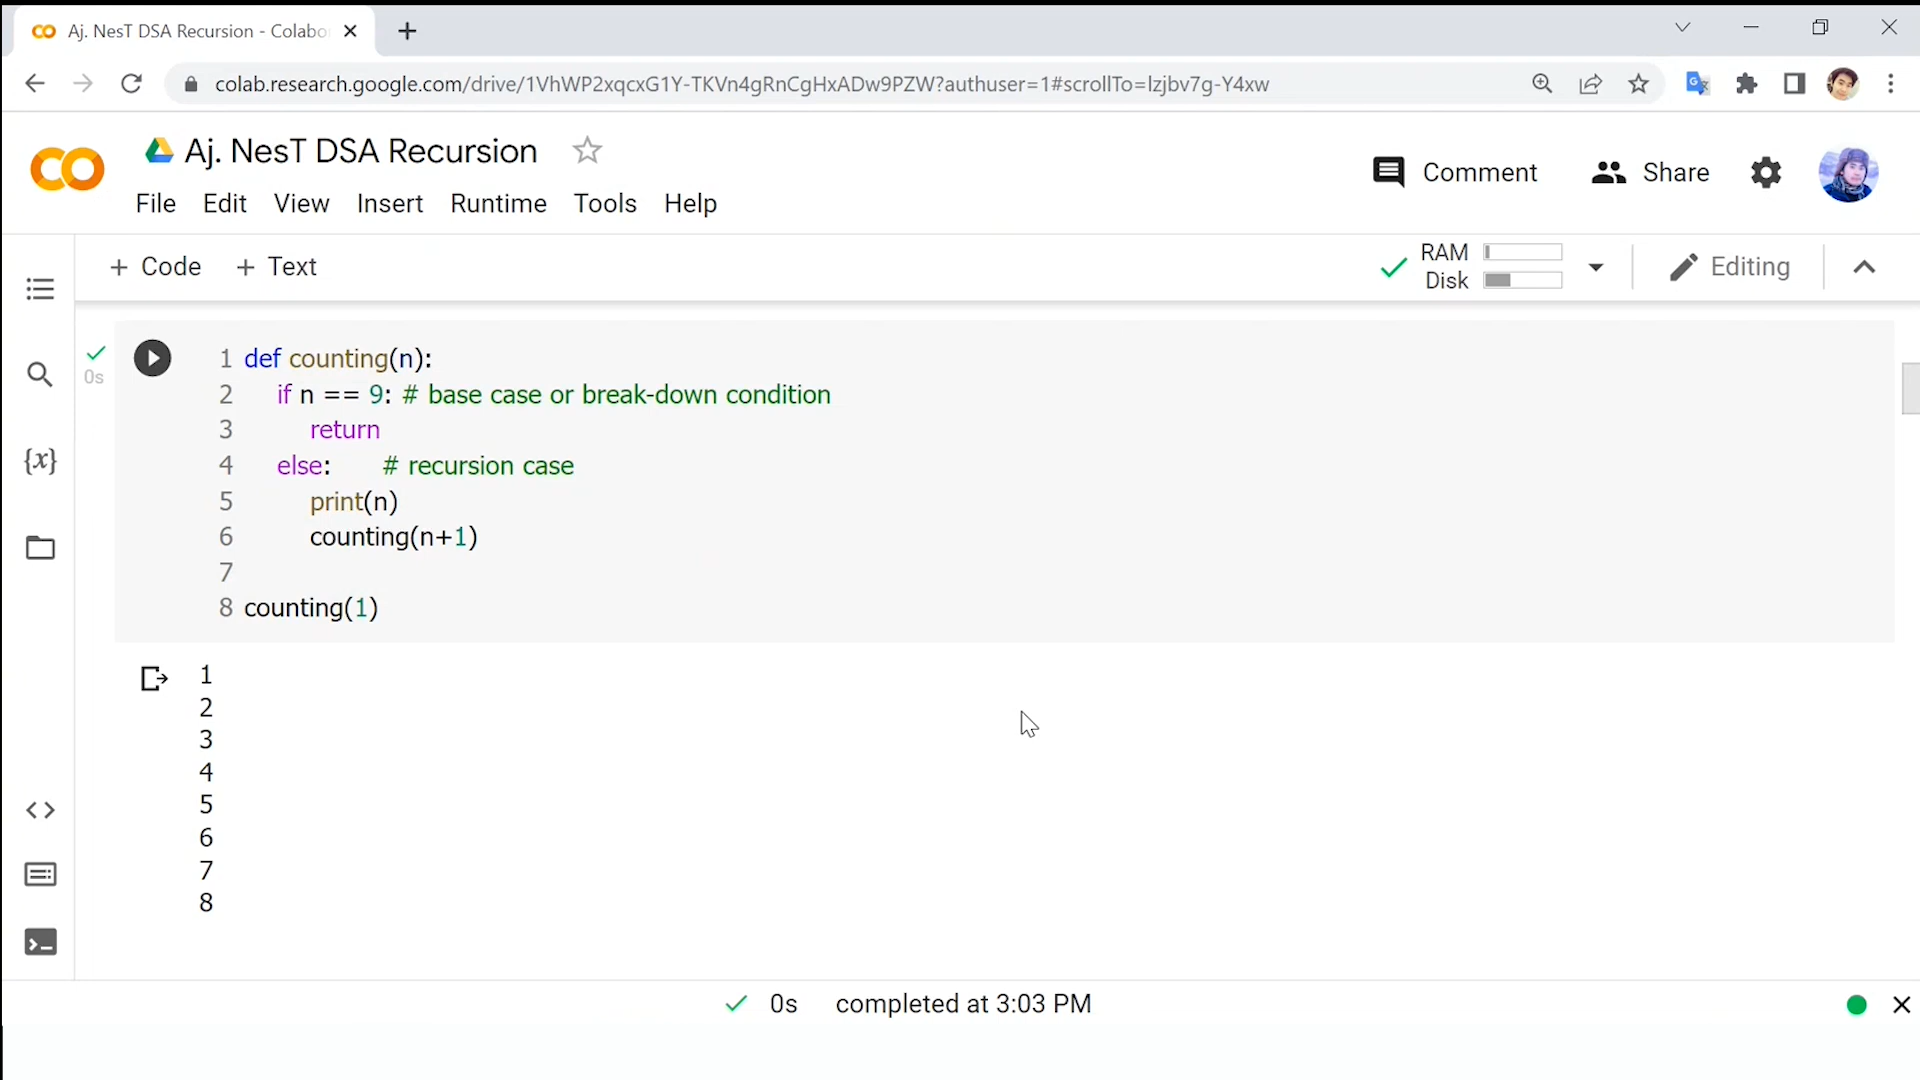 Aj. NesT DSA Recursion - Colabo
colab.research.google.com/drive/1VhWP2xqcxG1Y-TKVn4gRnCgHxADw9PZW?authuser=1#scrollTo=lzjbv7g-Y4xw
Aj. NesT DSA Recursion
Comment Share
File Edit View Insert Runtime Tools Help
+ Code + Text
RAM
Disk
Editing
0s
1 def counting(n):
2 if n == 9: # base case or break-down condition
3 return
4 else: # recursion case
5 print(n)
6 counting(n+1)
7
8 counting(1)
{x}
1
2
3
4
5
6
7
8
0s completed at 3:03 PM